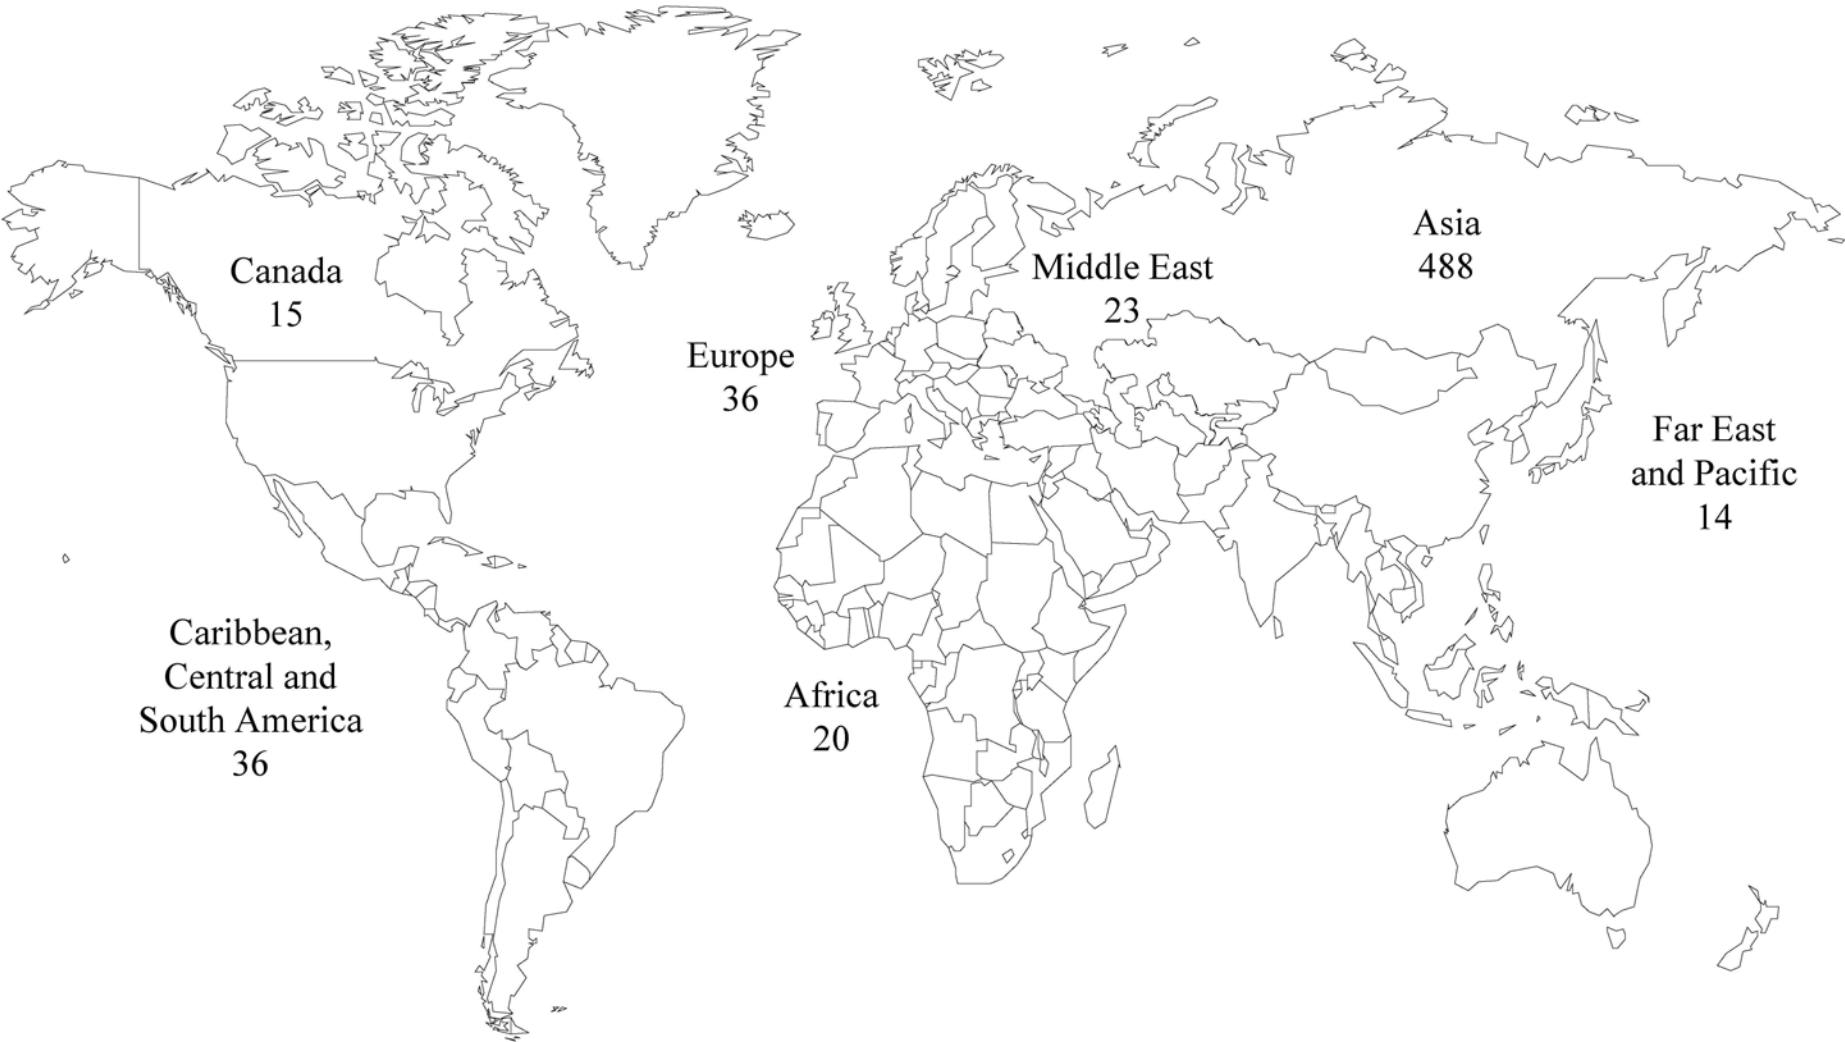 Asia
488
Canada
15
Middle East
23
Europe
36
Far East
and Pacific
14
Caribbean,
Central and
South America
36
Africa
20